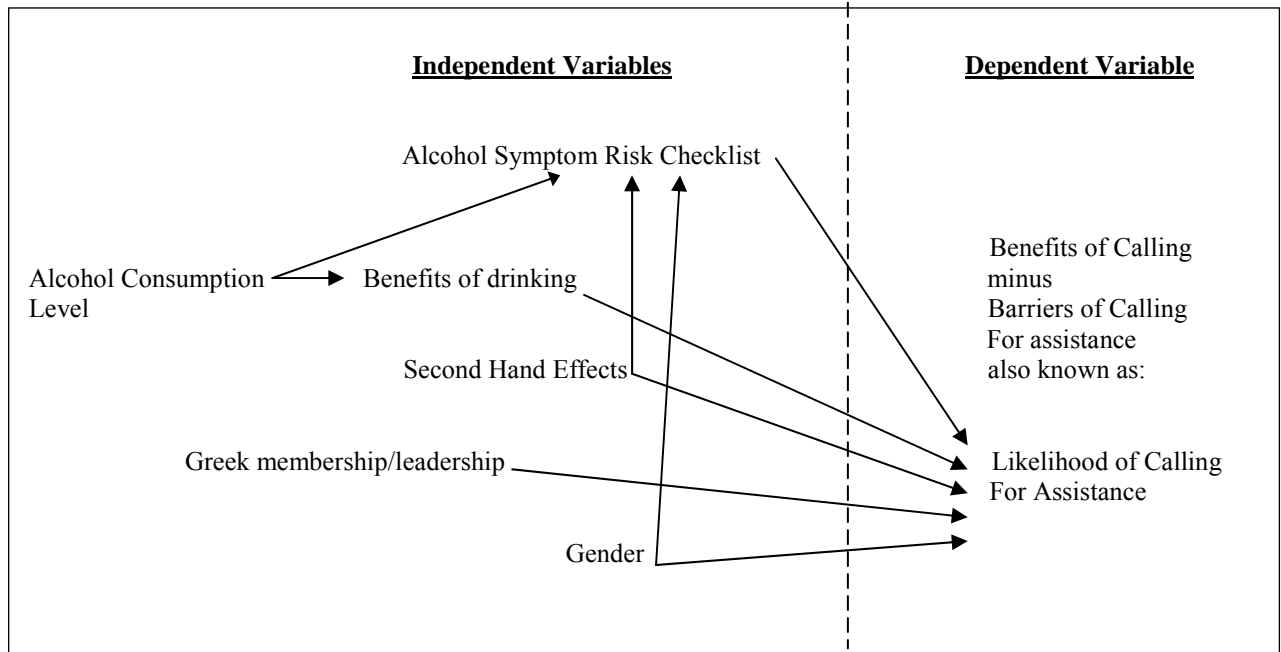 Independent Variables
Dependent Variable
Alcohol Symptom Risk Checklist
Benefits of Calling
minus
Barriers of Calling
For assistance
also known as:
Alcohol Consumption
Level
Benefits of drinking
Second Hand Effects
Greek membership/leadership
Likelihood of Calling
For Assistance
Gender